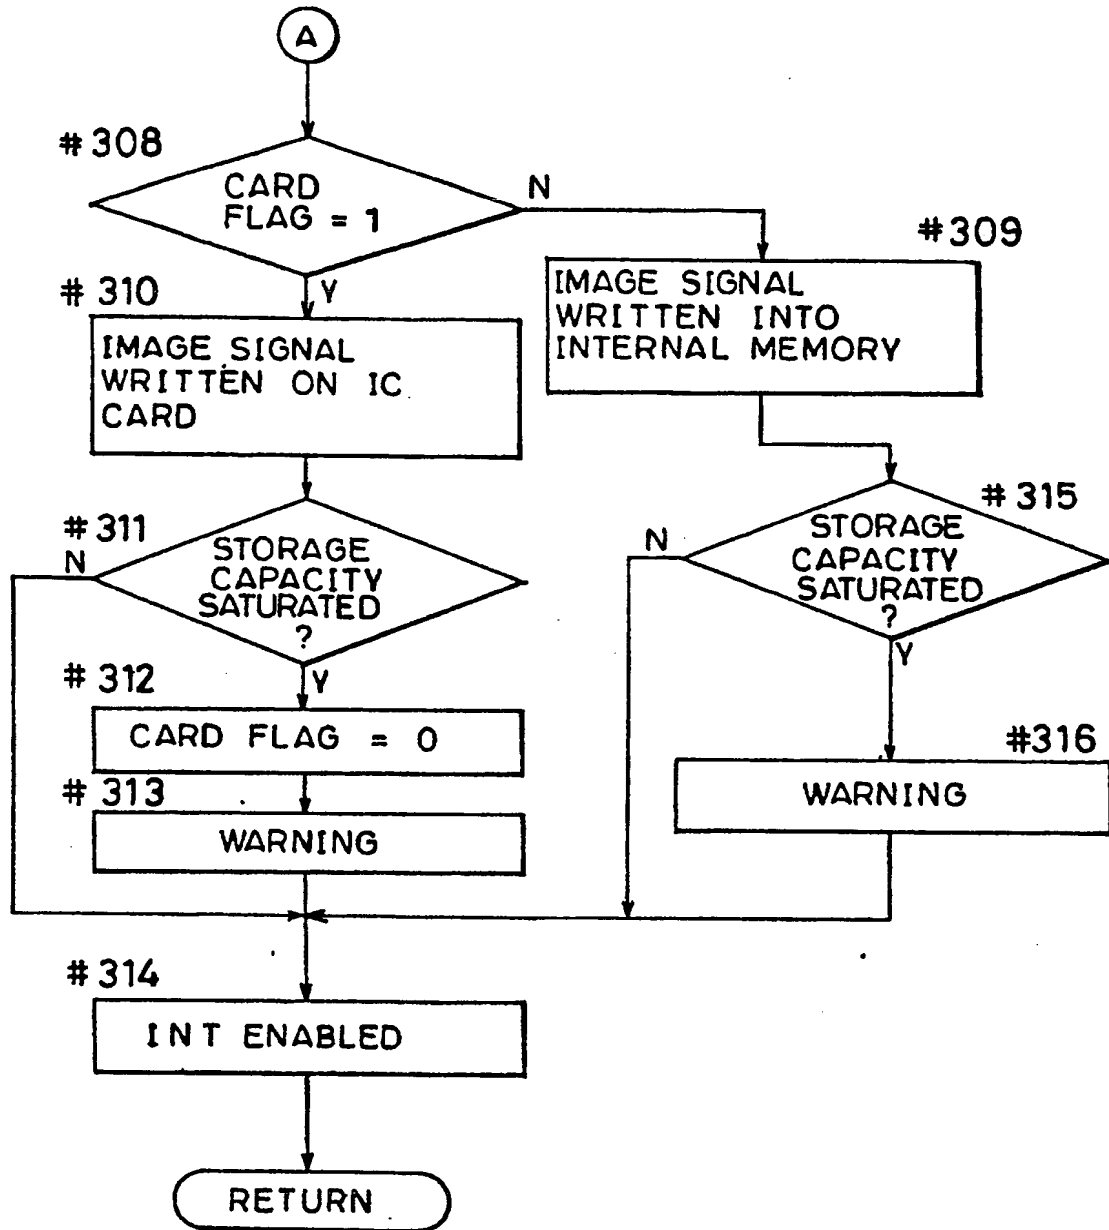 A
#308
CARD
FLAG = 1
N
Y
#309
IMAGE SIGNAL
WRITTEN INTO
INTERNAL MEMORY
#310
IMAGE SIGNAL
WRITTEN ON IC
CARD
#311
N
STORAGE
CAPACITY
SATURATED
?
Y
#315
N
STORAGE
CAPACITY
SATURATED
?
Y
#312
CARD FLAG = 0
#316
WARNING
#313
WARNING
#314
INT ENABLED
RETURN